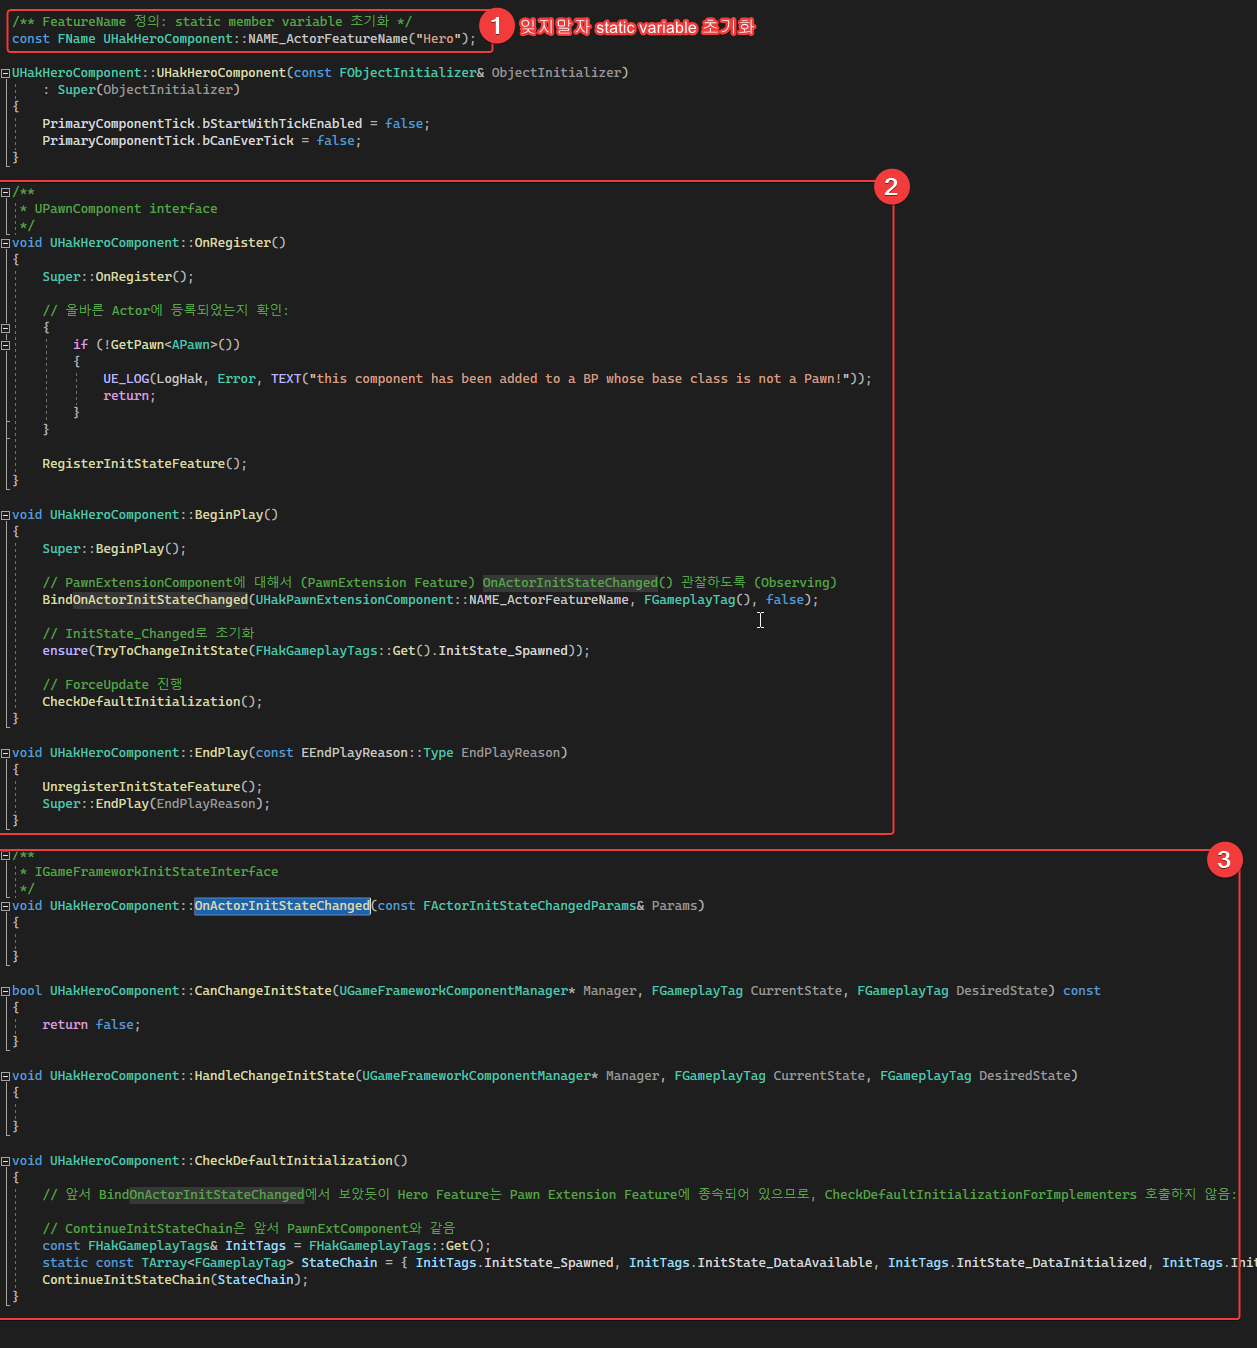 /** FeatureName 정의: static member variable 초기화 */
const FName UHakHeroComponent::NAME_ActorFeatureName("Hero");
1 잊지말자 static variable 초기화
UHakHeroComponent::UHakHeroComponent(const FObjectInitializer& ObjectInitializer)
: Super(ObjectInitializer)
{
PrimaryComponentTick.bStartWithTickEnabled = false;
PrimaryComponentTick.bCanEverTick = false;
}
2
/**
* UPawnComponent interface
*/
void UHakHeroComponent::OnRegister()
{
Super::OnRegister();
// 올바른 Actor에 등록되었는지 확인:
{
if (!GetPawn<APawn>())
{
UE_LOG(LogHak, Error, TEXT("this component has been added to a BP whose base class is not a Pawn!"));
return;
}
}
RegisterInitStateFeature();
}
void UHakHeroComponent::BeginPlay()
{
Super::BeginPlay();
// PawnExtensionComponent에 대해서 (PawnExtension Feature) OnActorInitStateChanged() 관찰하도록 (Observing)
BindOnActorInitStateChanged(UHakPawnExtensionComponent::NAME_ActorFeatureName, FGameplayTag(), false);
// InitState_Changed로 초기화
ensure(TryToChangeInitState(FHakGameplayTags::Get().InitState_Spawned));
// ForceUpdate 진행
CheckDefaultInitialization();
}
void UHakHeroComponent::EndPlay(const EEndPlayReason::Type EndPlayReason)
{
UnregisterInitStateFeature();
Super::EndPlay(EndPlayReason);
}
3
/**
* IGameFrameworkInitStateInterface
*/
void UHakHeroComponent::OnActorInitStateChanged(const FActorInitStateChangedParams& Params)
{
}
bool UHakHeroComponent::CanChangeInitState(UGameFrameworkComponentManager* Manager, FGameplayTag CurrentState, FGameplayTag DesiredState) const
{
return false;
}
void UHakHeroComponent::HandleChangeInitState(UGameFrameworkComponentManager* Manager, FGameplayTag CurrentState, FGameplayTag DesiredState)
{
}
void UHakHeroComponent::CheckDefaultInitialization()
{
// 앞서 BindOnActorInitStateChanged에서 보았듯이 Hero Feature는 Pawn Extension Feature에 종속되어 있으므로, CheckDefaultInitializationForImplementers 호출하지 않음:
// ContinueInitStateChain은 앞서 PawnExtComponent와 같음
const FHakGameplayTags& InitTags = FHakGameplayTags::Get();
static const TArray<FGameplayTag> StateChain = { InitTags.InitState_Spawned, InitTags.InitState_DataAvailable, InitTags.InitState_DataInitialized, InitTags.Init
ContinueInitStateChain(StateChain);
}